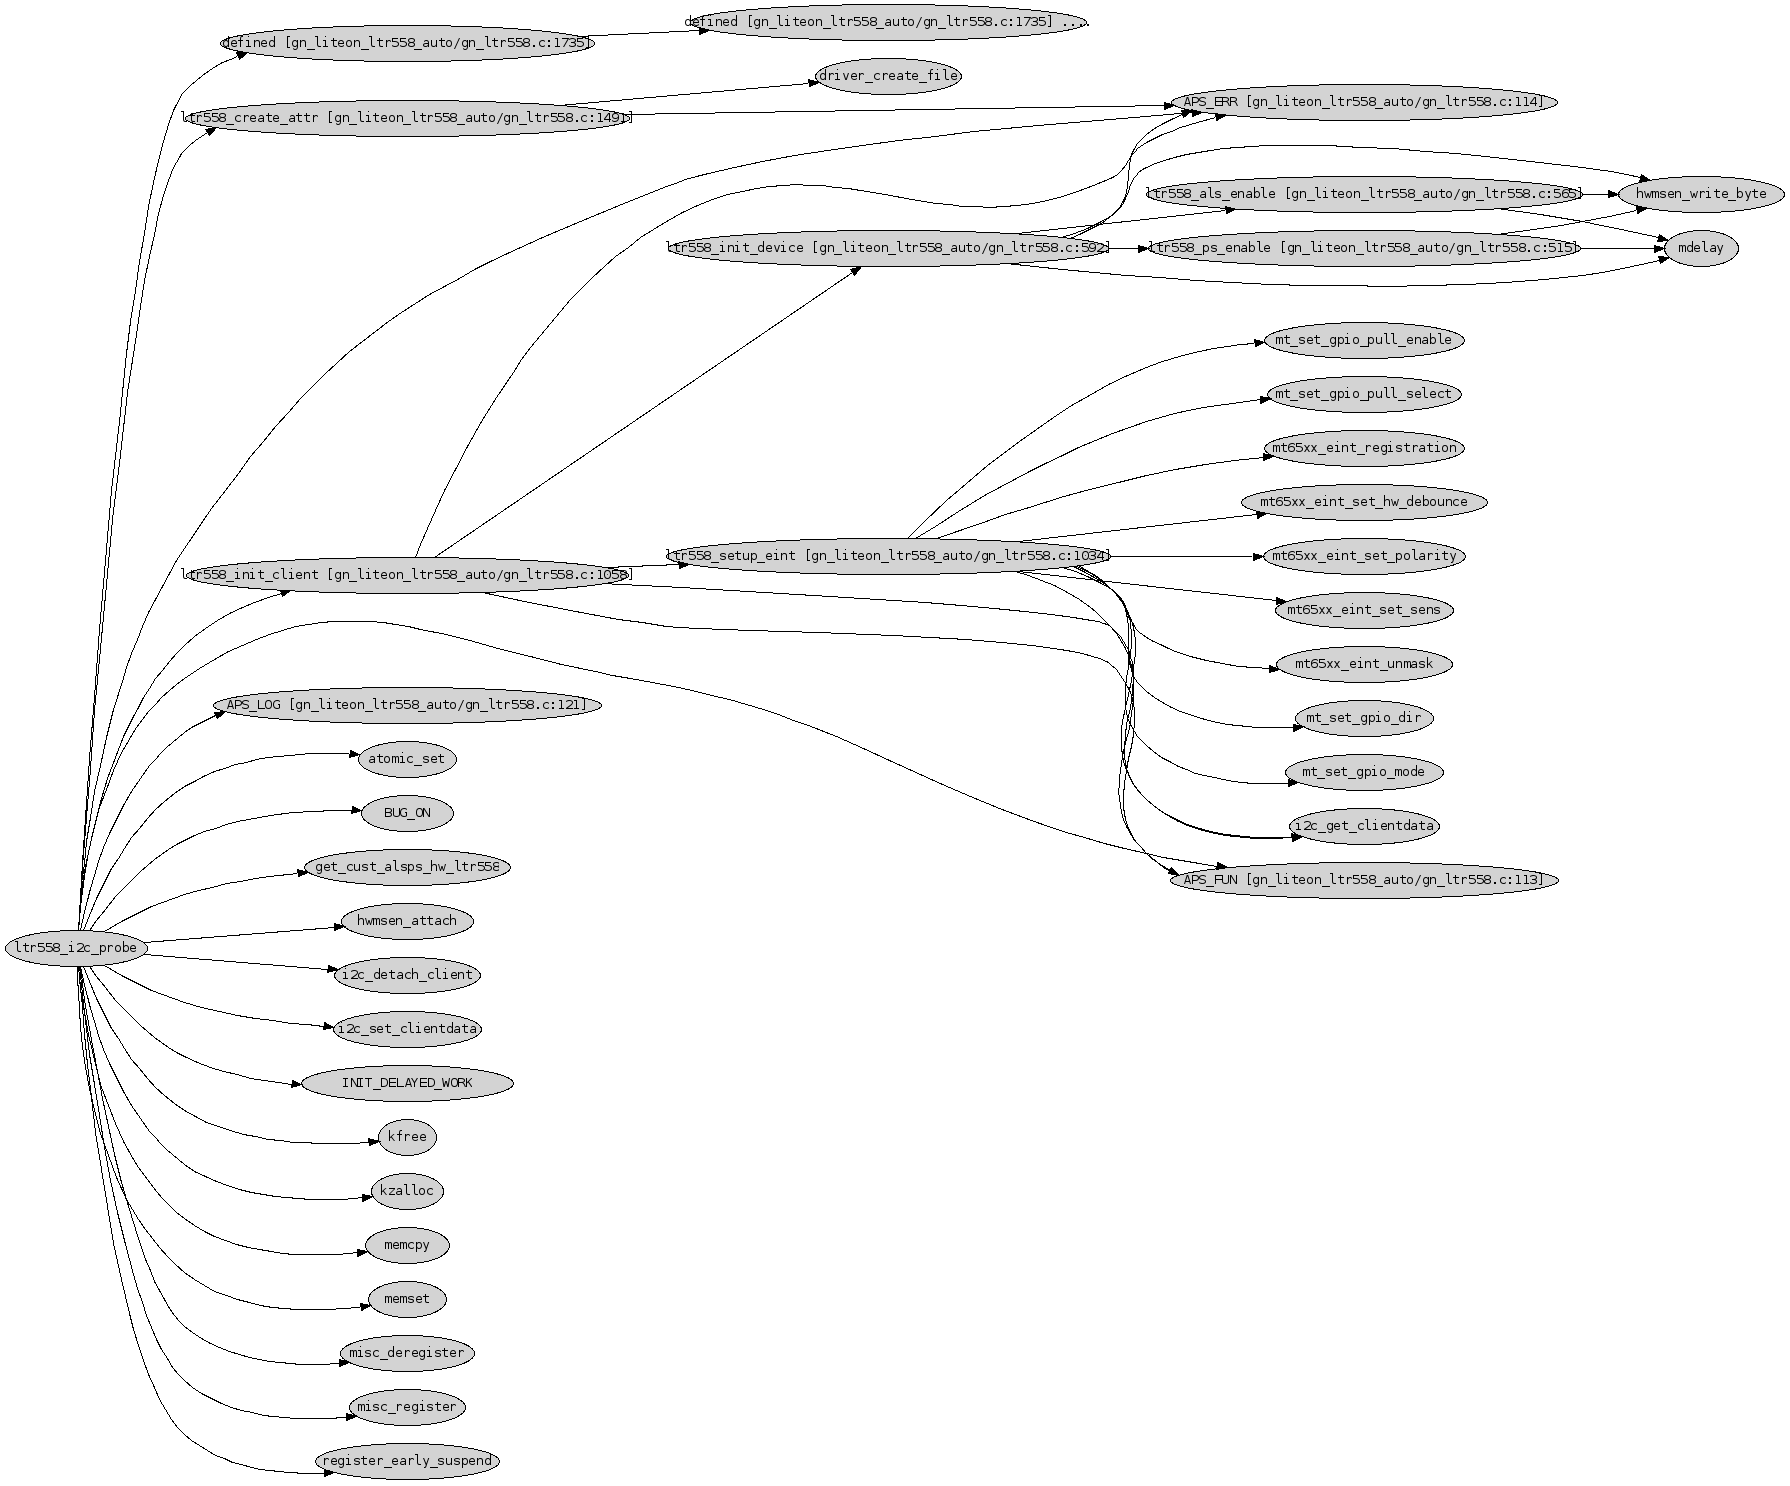 defined [gn_liteon_ltr558_auto/gn_ltr558.c:1735] ....
defined [gn_liteon_ltr558_auto/gn_ltr558.c:1735]
driver_create_file
APS_ERR [gn_liteon_ltr558_auto/gn_ltr558.c:114]
ltr558_create_attr [gn_liteon_ltr558_auto/gn_ltr558.c:1491]
ltr558_als_enable [gn_liteon_ltr558_auto/gn_ltr558.c:565]
hwmsen_write_byte
ltr558_init_device [gn_liteon_ltr558_auto/gn_ltr558.c:592]
ltr558_ps_enable [gn_liteon_ltr558_auto/gn_ltr558.c:515]
mdelay
mt_set_gpio_pull_enable
mt_set_gpio_pull_select
mt65xx_eint_registration
mt65xx_eint_set_hw_debounce
ltr558_setup_eint [gn_liteon_ltr558_auto/gn_ltr558.c:1034]
mt65xx_eint_set_polarity
ltr558_init_client [gn_liteon_ltr558_auto/gn_ltr558.c:1058]
mt65xx_eint_set_sens
mt65xx_eint_unmask
APS_LOG [gn_liteon_ltr558_auto/gn_ltr558.c:121]
mt_set_gpio_dir
atomic_set
mt_set_gpio_mode
BUG_ON
i2c_get_clientdata
get_cust_alsps_hw_ltr558
APS_FUN [gn_liteon_ltr558_auto/gn_ltr558.c:113]
hwmsen_attach
ltr558_i2c_probe
i2c_detach_client
i2c_set_clientdata
INIT_DELAYED_WORK
kfree
kzalloc
memcpy
memset
misc_deregister
misc_register
register_early_suspend